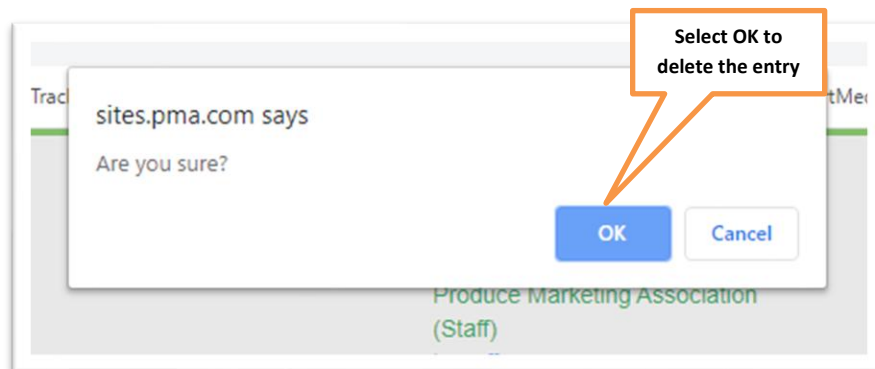 Select OK to
delete the entry
sites.pma.com says
Are you sure?
OK
Cancel
Produce Marketing Association
(Staff)